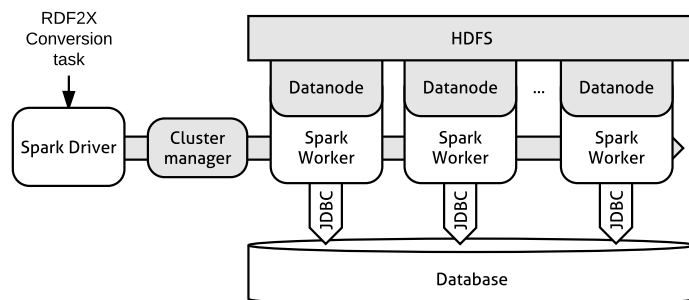 RDF2X
Conversion
task
HDFS
Datanode
Datanode
...
Datanode
Spark Driver
Cluster
manager
Spark
Worker
Spark
Worker
Spark
Worker
JDBC
JDBC
JDBC
Database